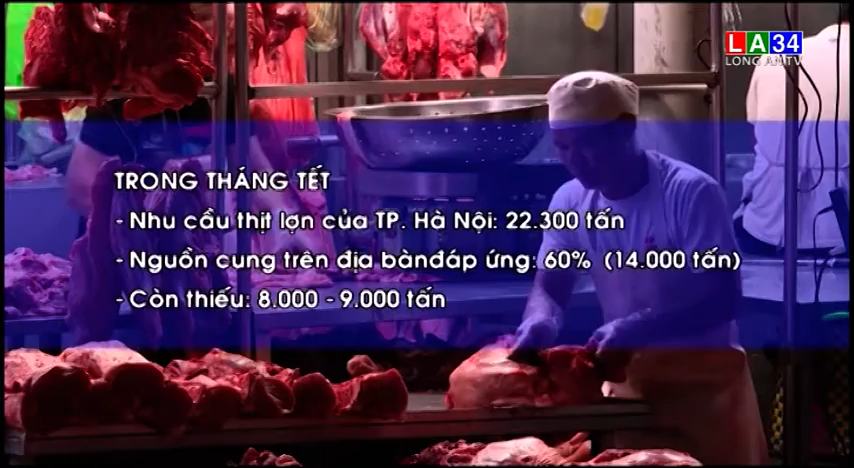 LA34
LONG AN TV
TRONG THÁNG TẾT
- Nhu cầu thịt lợn của TP. Hà Nội: 22.300 tấn
- Nguồn cung trên địa bànđáp ứng: 60% (14.000 tấn)
- Còn thiếu: 8.000 - 9.000 tấn